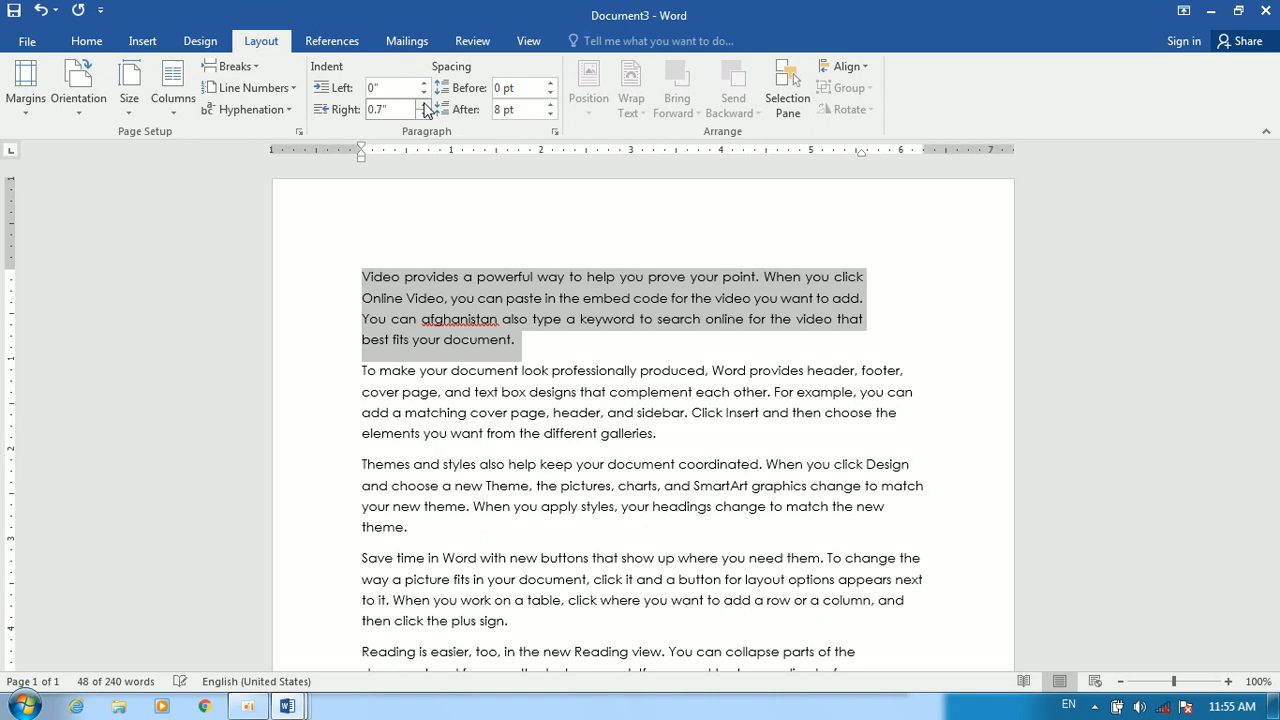 Document3 - Word
File Home Insert Design Layout References Mailings Review View Tell me what you want to do... Sign in Share
Margins Orientation Size Columns Breaks Line Numbers Hyphenation
Page Setup
Indent Spacing
Left: 0" Before: 0 pt
Right: 0.7" After: 8 pt
Paragraph
Position Wrap Text Bring Forward Send Backward Selection Pane Align Group Rotate
Arrange
1 1 2 3 4 5 6 7
1
1
2
3
4
Video provides a powerful way to help you prove your point. When you click
Online Video, you can paste in the embed code for the video you want to add.
You can afghanistan also type a keyword to search online for the video that
best fits your document.
To make your document look professionally produced, Word provides header, footer,
cover page, and text box designs that complement each other. For example, you can
add a matching cover page, header, and sidebar. Click Insert and then choose the
elements you want from the different galleries.
Themes and styles also help keep your document coordinated. When you click Design
and choose a new Theme, the pictures, charts, and SmartArt graphics change to match
your new theme. When you apply styles, your headings change to match the new
theme.
Save time in Word with new buttons that show up where you need them. To change the
way a picture fits in your document, click it and a button for layout options appears next
to it. When you work on a table, click where you want to add a row or a column, and
then click the plus sign.
Reading is easier, too, in the new Reading view. You can collapse parts of the
Page 1 of 1 48 of 240 words English (United States) 100%
EN 11:55 AM